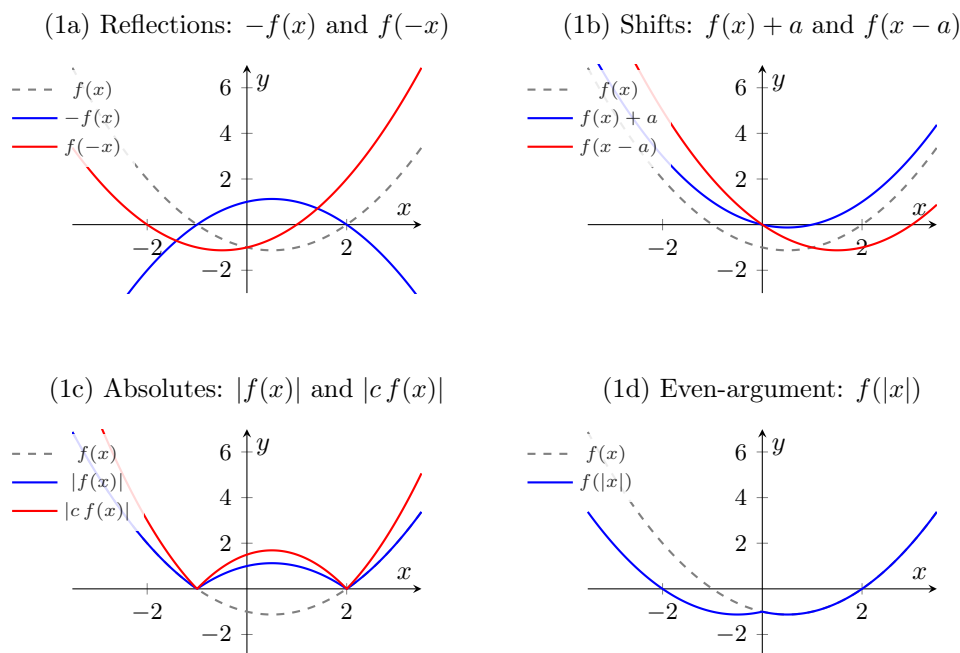 (1a) Reflections: −f(x) and f(−x)
y
6
4
2
−2
−2
2
x
f(x)
−f(x)
f(−x)
(1b) Shifts: f(x) + a and f(x − a)
y
6
4
2
−2
−2
2
x
f(x)
f(x) + a
f(x − a)
(1c) Absolutes: |f(x)| and |c f(x)|
y
6
4
2
−2
−2
2
x
f(x)
|f(x)|
|c f(x)|
(1d) Even-argument: f(|x|)
y
6
4
2
−2
−2
2
x
f(x)
f(|x|)